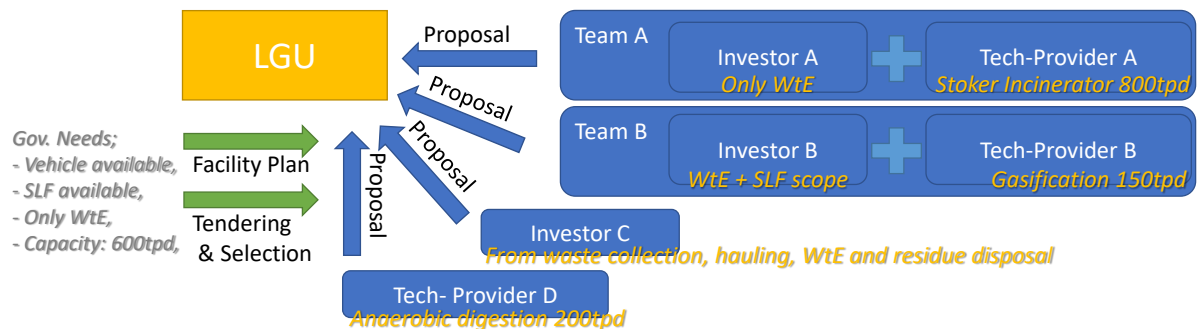 LGU
Proposal
Proposal
Proposal
Proposal
Team A
Investor A
Only WtE
Tech-Provider A
Stoker Incinerator 800tpd
Team B
Investor B
WtE + SLF scope
Tech-Provider B
Gasification 150tpd
Gov. Needs;
- Vehicle available,
- SLF available,
- Only WtE,
- Capacity: 600tpd,
Facility Plan
Tendering
& Selection
Investor C
From waste collection, hauling, WtE and residue disposal
Tech- Provider D
Anaerobic digestion 200tpd